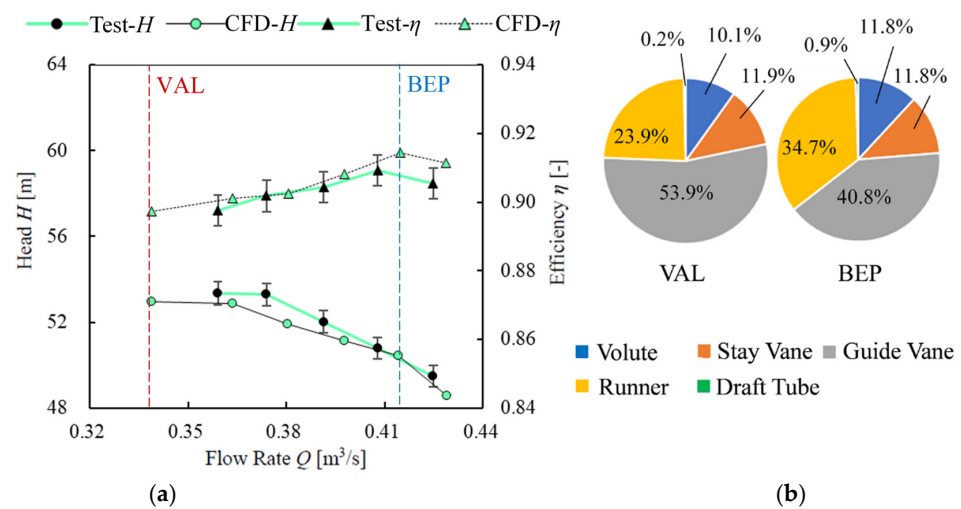 Test-H CFD-H Test-η CFD-η
(a)
64
60
56
52
48
Head H [m]
VAL
BEP
0.94
0.92
0.90
0.88
0.86
0.84
Efficiency η [-]
0.32 0.35 0.38 0.41 0.44
Flow Rate Q [m³/s]
(b)
0.2% 10.1%
11.9%
23.9%
53.9%
VAL
0.9% 11.8%
11.8%
34.7%
40.8%
BEP
Volute Stay Vane Guide Vane
Runner Draft Tube
(a) (b)